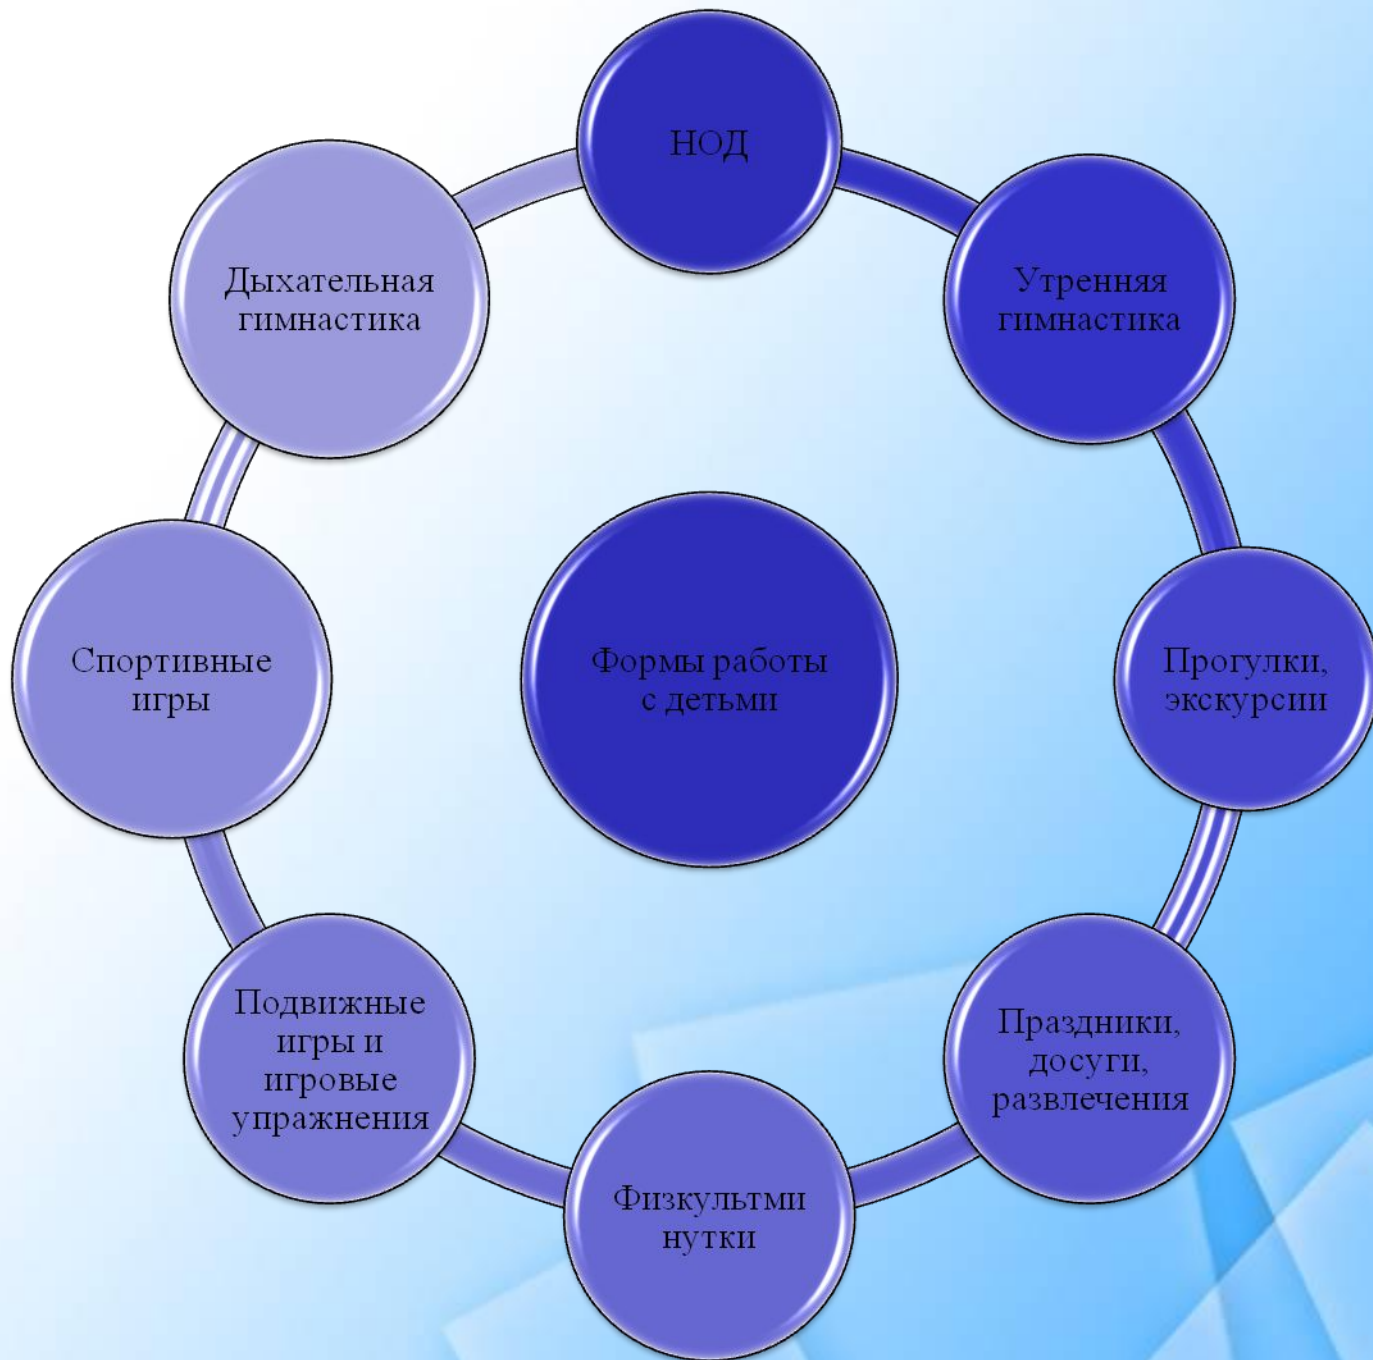 НОД
Утренняя
гимнастика
Прогулки,
экскурсии
Праздники,
досуги,
развлечения
Физкультми
нутки
Подвижные
игры и
игровые
упражнения
Спортивные
игры
Дыхательная
гимнастика
Формы работы
с детьми